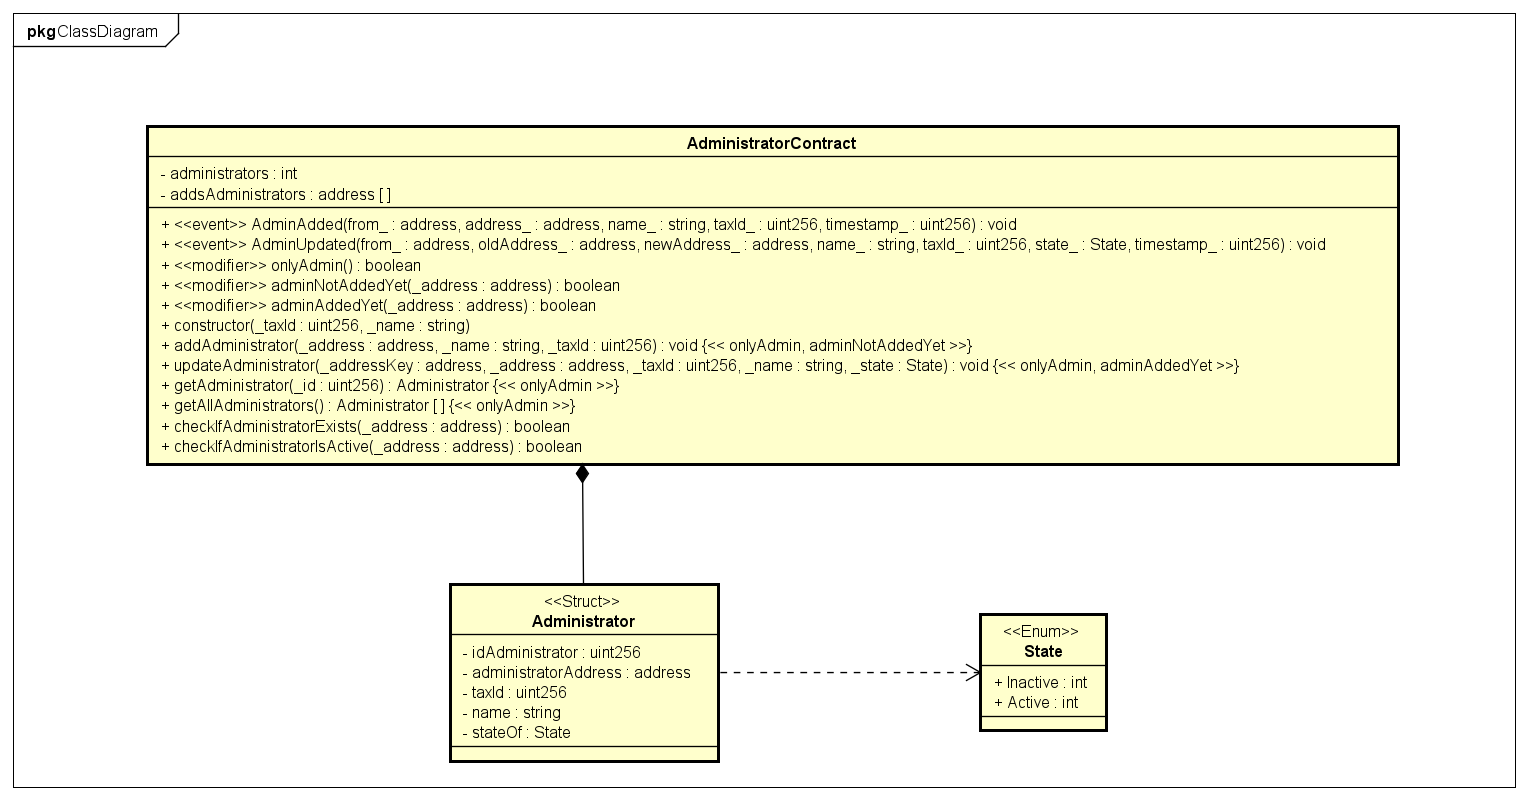 pkg ClassDiagram
AdministratorContract
- administrators : int
- addsAdministrators : address [ ]
+ <<event>> AdminAdded(from_ : address, address_ : address, name_ : string, taxId_ : uint256, timestamp_ : uint256) : void
+ <<event>> AdminUpdated(from_ : address, oldAddress_ : address, newAddress_ : address, name_ : string, taxId_ : uint256, state_ : State, timestamp_ : uint256) : void
+ <<modifier>> onlyAdmin() : boolean
+ <<modifier>> adminNotAddedYet(_address : address) : boolean
+ <<modifier>> adminAddedYet(_address : address) : boolean
+ constructor(_taxId : uint256, _name : string)
+ addAdministrator(_address : address, _name : string, _taxId : uint256) : void {<< onlyAdmin, adminNotAddedYet >>}
+ updateAdministrator(_addressKey : address, _address : address, _taxId : uint256, _name : string, _state : State) : void {<< onlyAdmin, adminAddedYet >>}
+ getAdministrator(_id : uint256) : Administrator {<< onlyAdmin >>}
+ getAllAdministrators() : Administrator [ ] {<< onlyAdmin >>}
+ checkIfAdministratorExists(_address : address) : boolean
+ checkIfAdministratorIsActive(_address : address) : boolean
<<Struct>>
Administrator
- idAdministrator : uint256
- administratorAddress : address
- taxId : uint256
- name : string
- stateOf : State
<<Enum>>
State
+ Inactive : int
+ Active : int